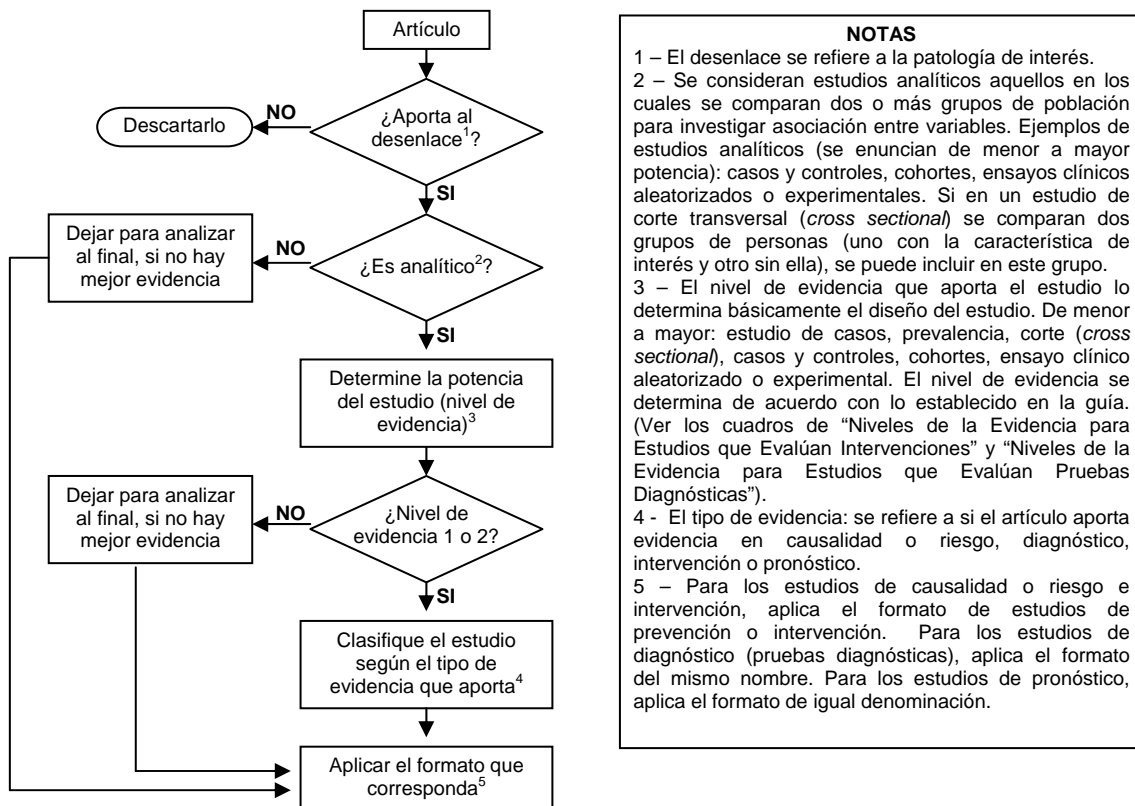 Artículo
¿Aporta al
desenlace1?
NO
Descartarlo
SI
¿Es analítico2?
NO
Dejar para analizar
al final, si no hay
mejor evidencia
SI
Determine la potencia
del estudio (nivel de
evidencia)3
¿Nivel de
evidencia 1 o 2?
NO
Dejar para analizar
al final, si no hay
mejor evidencia
SI
Clasifique el estudio
según el tipo de
evidencia que aporta4
Aplicar el formato que
corresponda5
NOTAS
1 – El desenlace se refiere a la patología de interés.
2 – Se consideran estudios analíticos aquellos en los
cuales se comparan dos o más grupos de población
para investigar asociación entre variables. Ejemplos de
estudios analíticos (se enuncian de menor a mayor
potencia): casos y controles, cohortes, ensayos clínicos
aleatorizados o experimentales. Si en un estudio de
corte transversal (cross sectional) se comparan dos
grupos de personas (uno con la característica de
interés y otro sin ella), se puede incluir en este grupo.
3 – El nivel de evidencia que aporta el estudio lo
determina básicamente el diseño del estudio. De menor
a mayor: estudio de casos, prevalencia, corte (cross
sectional), casos y controles, cohortes, ensayo clínico
aleatorizado o experimental. El nivel de evidencia se
determina de acuerdo con lo establecido en la guía.
(Ver los cuadros de “Niveles de la Evidencia para
Estudios que Evalúan Intervenciones” y “Niveles de la
Evidencia para Estudios que Evalúan Pruebas
Diagnósticas”).
4 - El tipo de evidencia: se refiere a si el artículo aporta
evidencia en causalidad o riesgo, diagnóstico,
intervención o pronóstico.
5 – Para los estudios de causalidad o riesgo e
intervención, aplica el formato de estudios de
prevención o intervención. Para los estudios de
diagnóstico (pruebas diagnósticas), aplica el formato
del mismo nombre. Para los estudios de pronóstico,
aplica el formato de igual denominación.